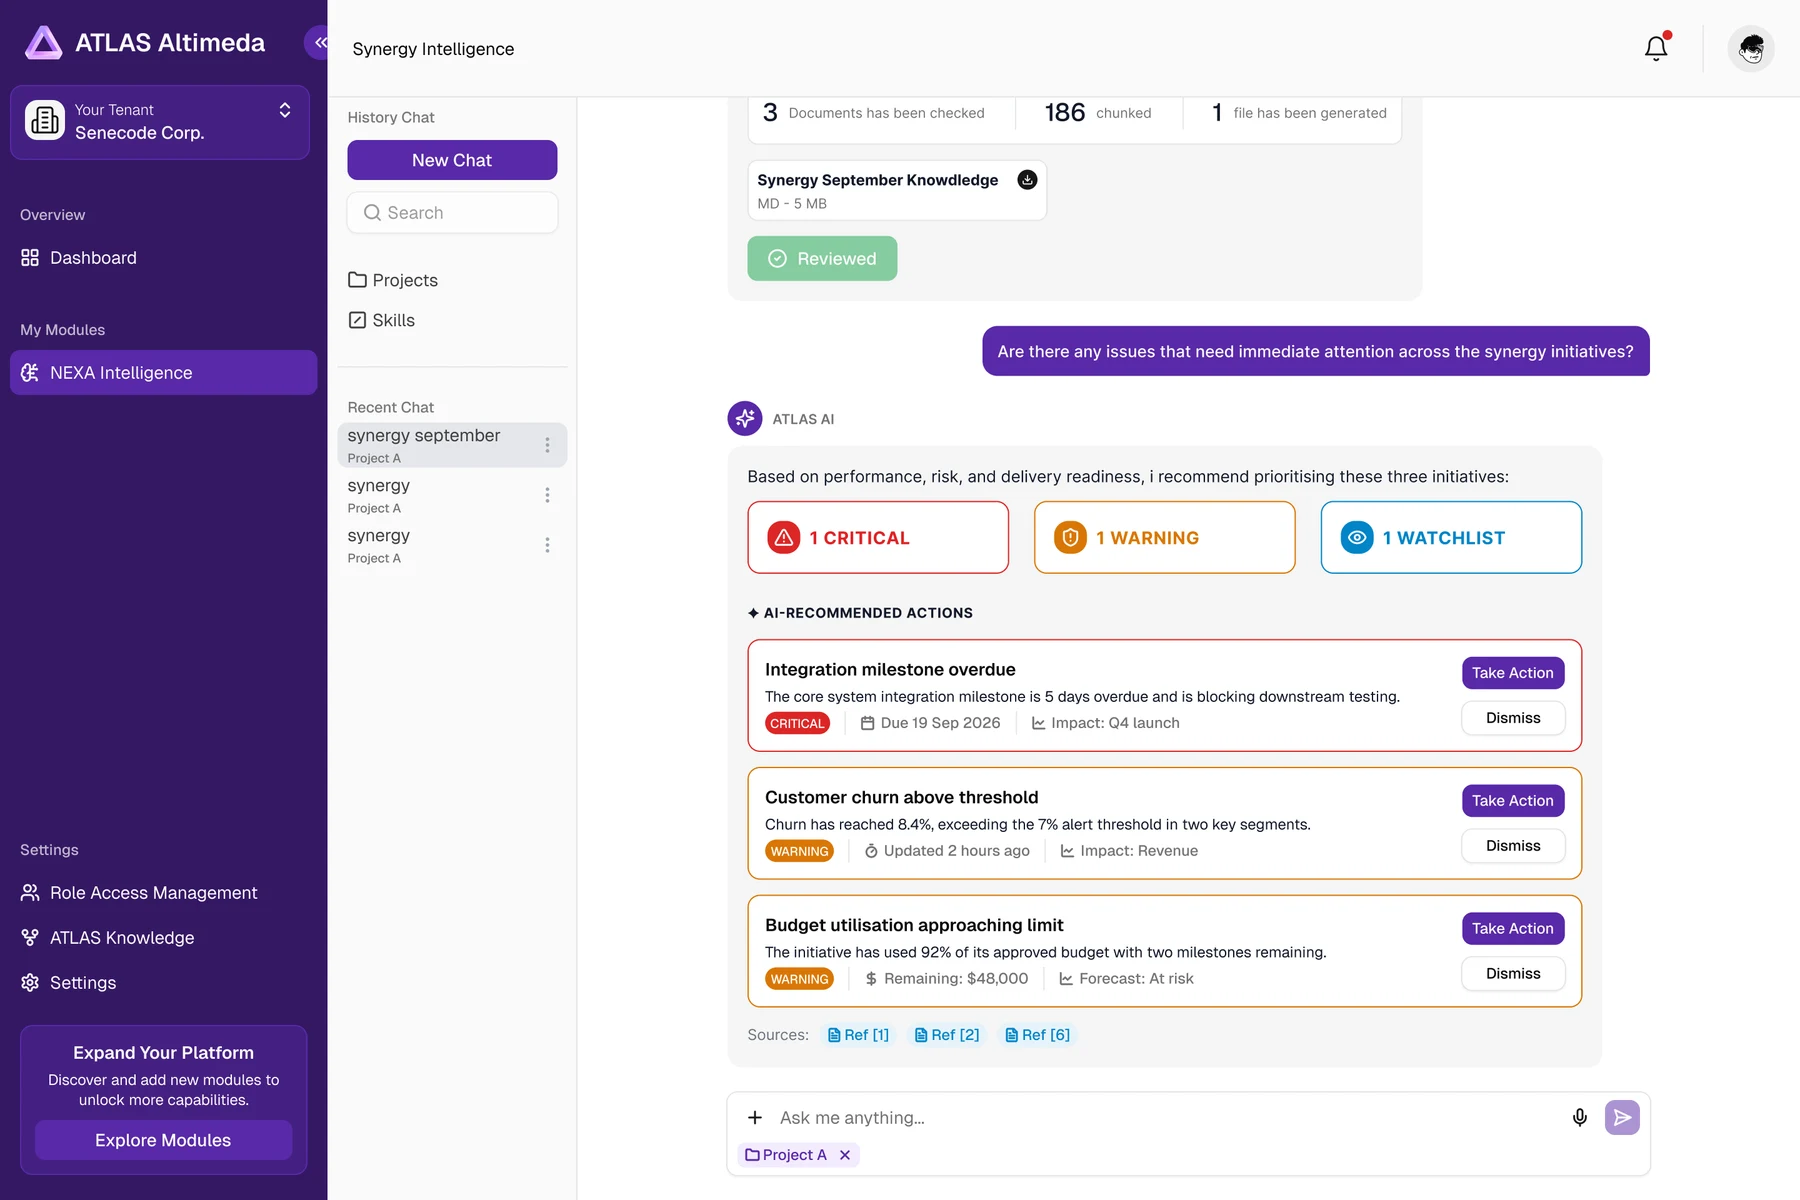 ATLAS Altimeda
Your Tenant
Senecode Corp.
Overview
Dashboard
My Modules
NEXA Intelligence
Settings
Role Access Management
ATLAS Knowledge
Settings
Expand Your Platform
Discover and add new modules to
unlock more capabilities.
Explore Modules
Synergy Intelligence
History Chat
New Chat
Search
Projects
Skills
Recent Chat
synergy september
Project A
synergy
Project A
synergy
Project A
3 Documents has been checked
186 chunked
1 file has been generated
Synergy September Knowdledge
MD - 5 MB
Reviewed
Are there any issues that need immediate attention across the synergy initiatives?
ATLAS AI
Based on performance, risk, and delivery readiness, i recommend prioritising these three initiatives:
1 CRITICAL
1 WARNING
1 WATCHLIST
AI-RECOMMENDED ACTIONS
Integration milestone overdue
The core system integration milestone is 5 days overdue and is blocking downstream testing.
CRITICAL
Due 19 Sep 2026
Impact: Q4 launch
Take Action
Dismiss
Customer churn above threshold
Churn has reached 8.4%, exceeding the 7% alert threshold in two key segments.
WARNING
Updated 2 hours ago
Impact: Revenue
Take Action
Dismiss
Budget utilisation approaching limit
The initiative has used 92% of its approved budget with two milestones remaining.
WARNING
Remaining: $48,000
Forecast: At risk
Take Action
Dismiss
Sources: Ref [1] Ref [2] Ref [6]
Ask me anything...
Project A